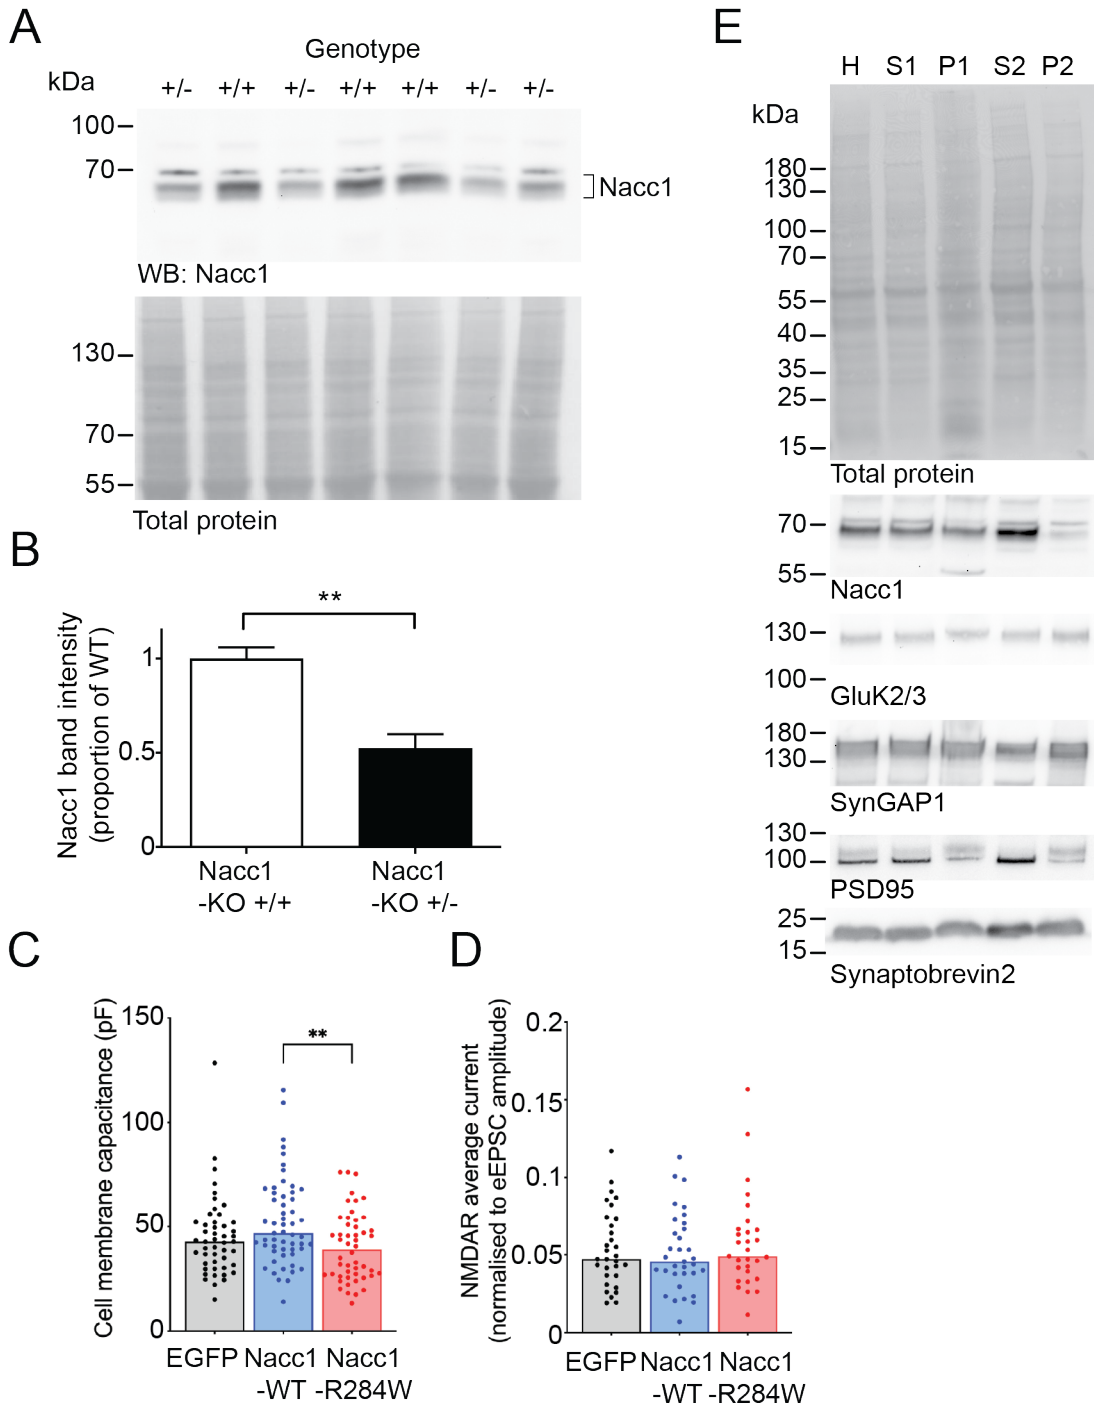 A
Genotype
kDa
+/- +/+ +/- +/+ +/+ +/- +/-
100
70
Nacc1
WB: Nacc1
130
70
55
Total protein
B
**
Nacc1 band intensity
(proportion of WT)
1
0.5
0
Nacc1
-KO +/+
Nacc1
-KO +/-
C
Cell membrane capacitance (pF)
150
100
50
0
**
EGFP
Nacc1
-WT
Nacc1
-R284W
D
NMDAR average current
(normalised to eEPSC amplitude)
0.2
0.15
0.1
0.05
0
EGFP
Nacc1
-WT
Nacc1
-R284W
E
H S1 P1 S2 P2
kDa
180
130
100
70
55
40
35
25
15
Total protein
70
55
Nacc1
130
100
GluK2/3
180
130
SynGAP1
130
100
PSD95
25
15
Synaptobrevin2